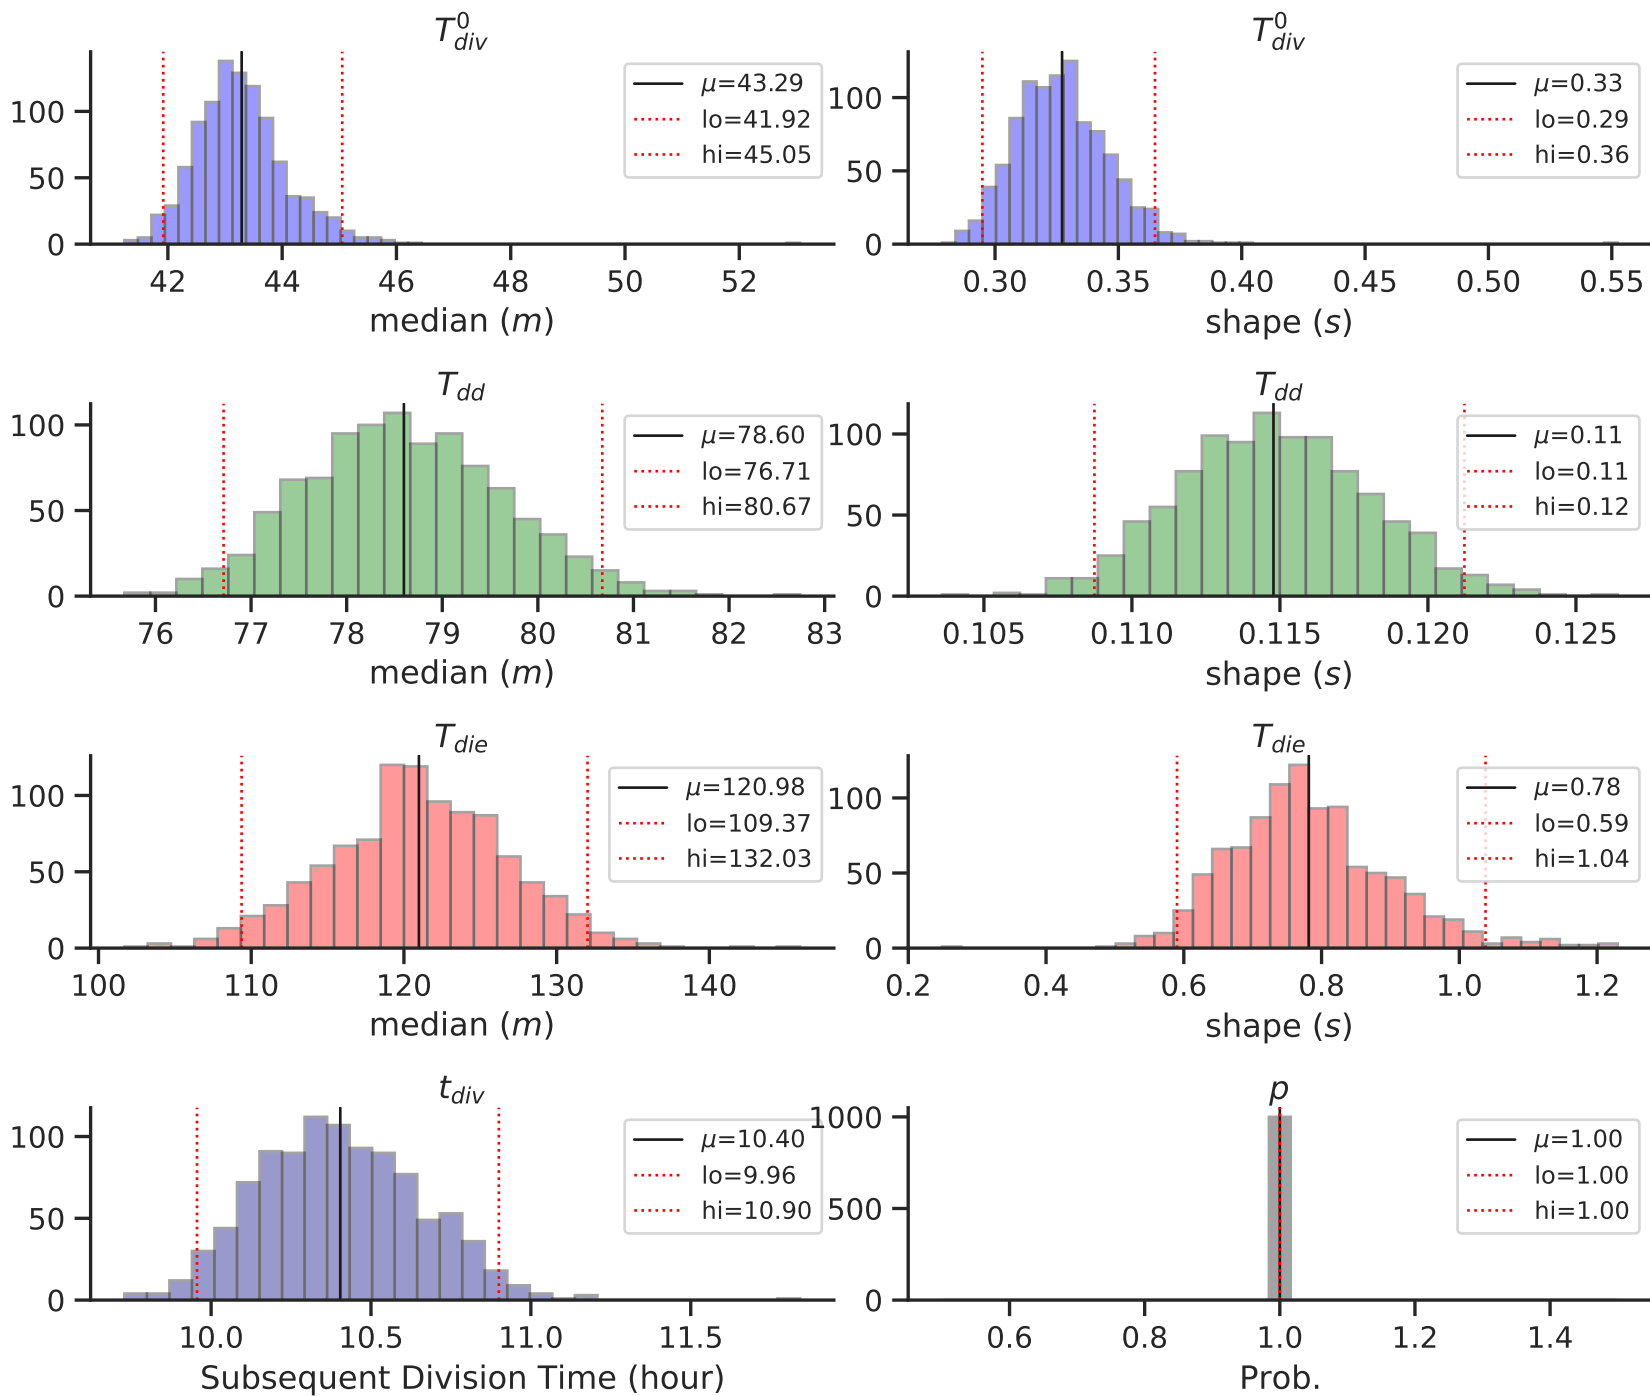 T⁰div
100
50
0
42 44 46 48 50 52
median (m)
μ=43.29
lo=41.92
hi=45.05
T⁰div
100
50
0
0.30 0.35 0.40 0.45 0.50 0.55
shape (s)
μ=0.33
lo=0.29
hi=0.36
Tdd
100
50
0
76 77 78 79 80 81 82 83
median (m)
μ=78.60
lo=76.71
hi=80.67
Tdd
100
50
0
0.105 0.110 0.115 0.120 0.125
shape (s)
μ=0.11
lo=0.11
hi=0.12
Tdie
100
50
0
100 110 120 130 140
median (m)
μ=120.98
lo=109.37
hi=132.03
Tdie
100
50
0
0.2 0.4 0.6 0.8 1.0 1.2
shape (s)
μ=0.78
lo=0.59
hi=1.04
tdiv
100
50
0
10.0 10.5 11.0 11.5
Subsequent Division Time (hour)
μ=10.40
lo=9.96
hi=10.90
p
1000
500
0
0.6 0.8 1.0 1.2 1.4
Prob.
μ=1.00
lo=1.00
hi=1.00